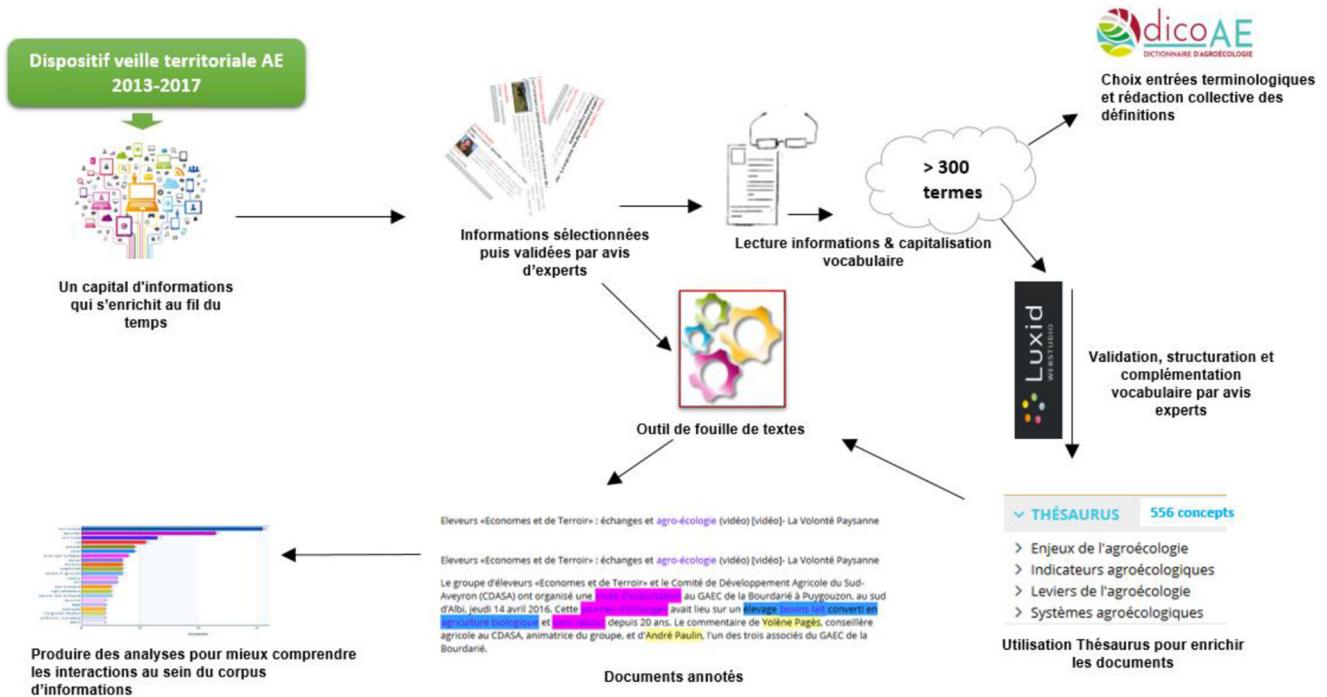 Dispositif veille territoriale AE
2013-2017
Un capital d'informations
qui s'enrichit au fil du
temps
Informations sélectionnées
puis validées par avis
d'experts
Lecture informations & capitalisation
vocabulaire
> 300
termes
dicoAE
DICTIONNAIRE D'AGROÉCOLOGIE
Choix entrées terminologiques
et rédaction collective des
définitions
Luxid
WEBSTUDIO
Validation, structuration et
complémentation
vocabulaire par avis
experts
Outil de fouille de textes
THÉSAURUS 556 concepts
Enjeux de l'agroécologie
Indicateurs agroécologiques
Leviers de l'agroécologie
Systèmes agroécologiques
Utilisation Thésaurus pour enrichir
les documents
Eleveurs «Economes et de Terroir» : échanges et agro-écologie (vidéo) [vidéo]- La Volonté Paysanne
Eleveurs «Economes et de Terroir» : échanges et agro-écologie (vidéo) [vidéo]- La Volonté Paysanne
Le groupe d'éleveurs «Economes et de Terroir» et le Comité de Développement Agricole du Sud-
Aveyron (CDASA) ont organisé une visite d'exploitation au GAEC de la Bourdarié à Puygouzon, au sud
d'Albi, jeudi 14 avril 2016. Cette journée d'échanges avait lieu sur un élevage bovins lait converti en
agriculture biologique et depuis 20 ans. Le commentaire de Yolène Pagès, conseillère
agricole au CDASA, animatrice du groupe, et d'André Paulin, l'un des trois associés du GAEC de la
Bourdarié.
Documents annotés
Produire des analyses pour mieux comprendre
les interactions au sein du corpus
d'informations